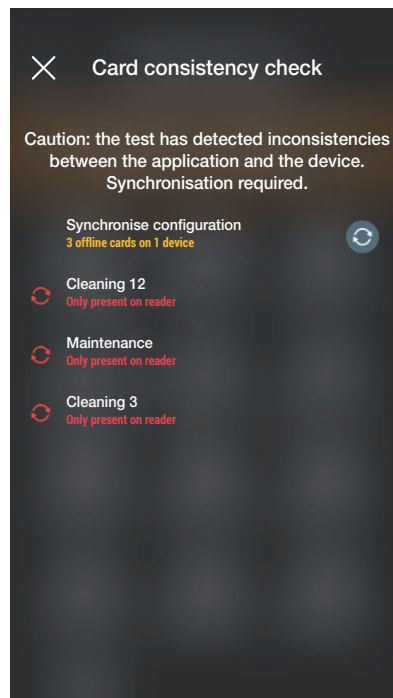 Card consistency check
Caution: the test has detected inconsistencies
between the application and the device.
Synchronisation required.
Synchronise configuration
3 offline cards on 1 device
Cleaning 12
Only present on reader
Maintenance
Only present on reader
Cleaning 3
Only present on reader